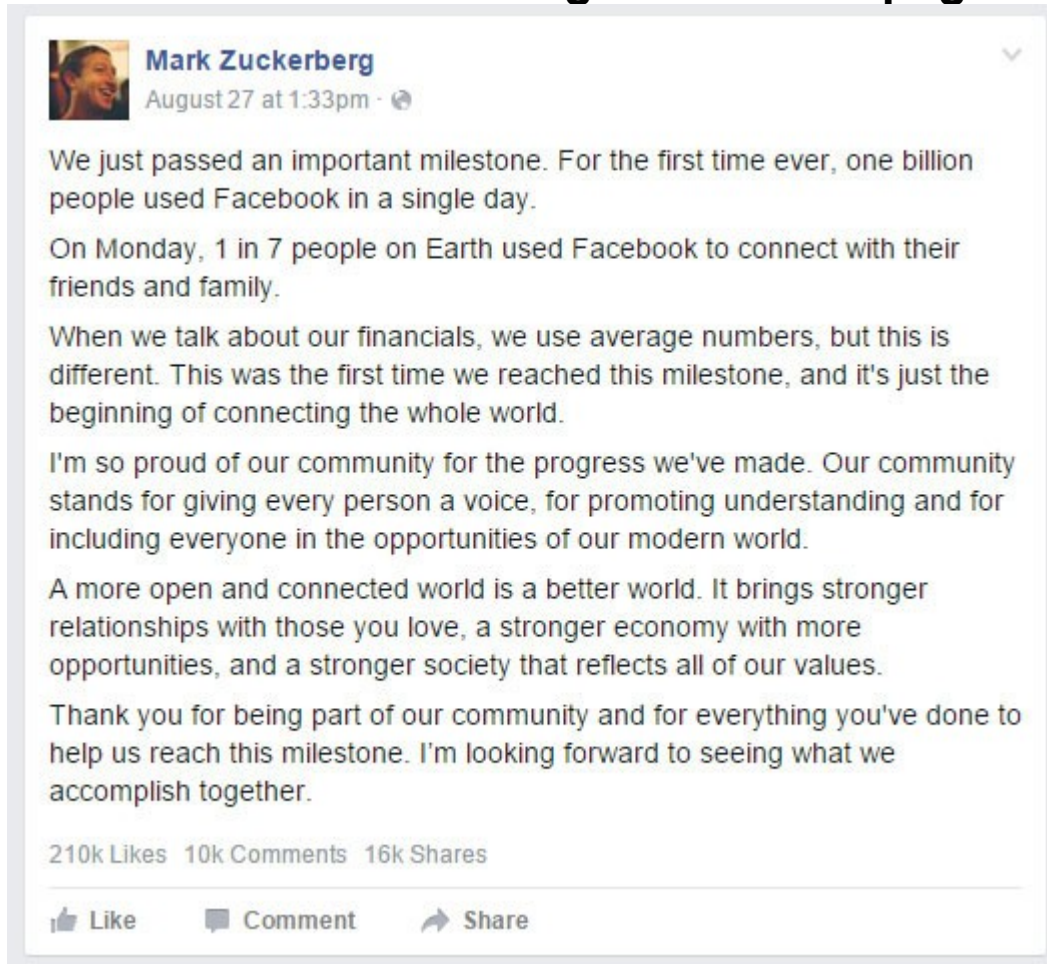 Mark Zuckerberg
August 27 at 1:33pm ·
We just passed an important milestone. For the first time ever, one billion
people used Facebook in a single day.
On Monday, 1 in 7 people on Earth used Facebook to connect with their
friends and family.
When we talk about our financials, we use average numbers, but this is
different. This was the first time we reached this milestone, and it's just the
beginning of connecting the whole world.
I'm so proud of our community for the progress we've made. Our community
stands for giving every person a voice, for promoting understanding and for
including everyone in the opportunities of our modern world.
A more open and connected world is a better world. It brings stronger
relationships with those you love, a stronger economy with more
opportunities, and a stronger society that reflects all of our values.
Thank you for being part of our community and for everything you've done to
help us reach this milestone. I’m looking forward to seeing what we
accomplish together.
210k Likes 10k Comments 16k Shares
Like Comment Share